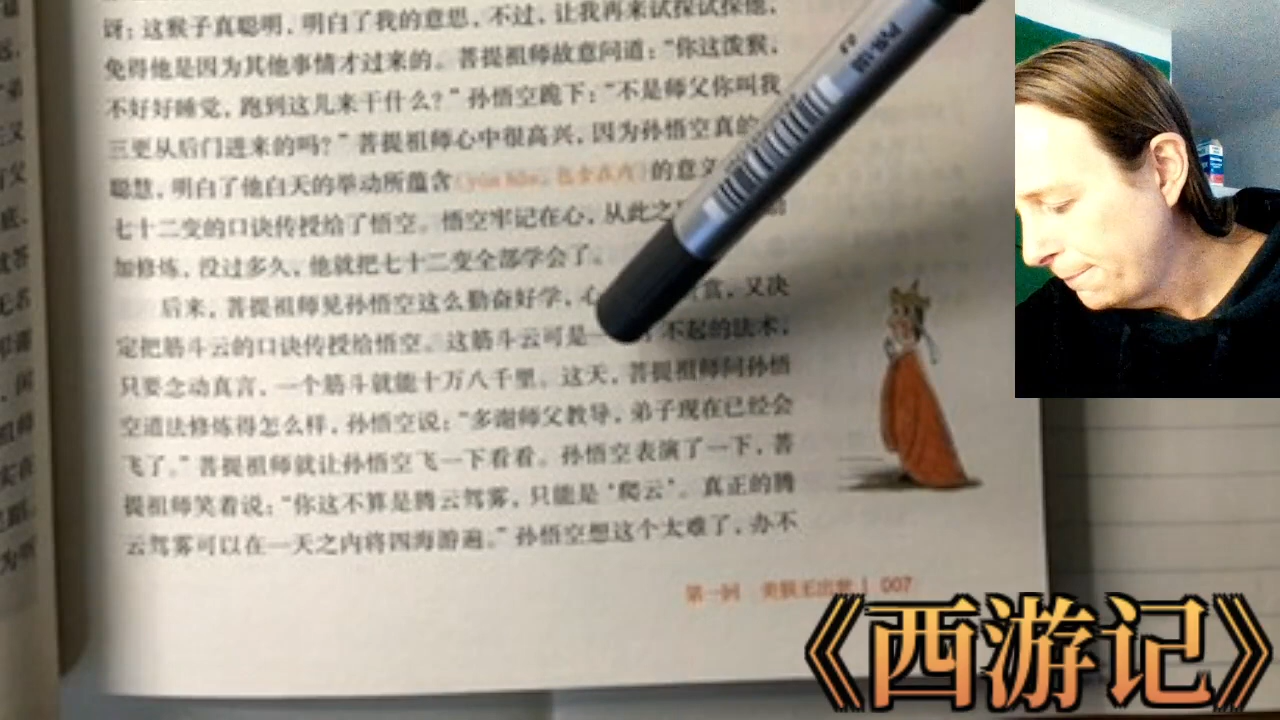 讶：这猴子真聪明，明白了我的意思，不过，让我再来试探试探他，
免得他是因为其他事情才过来的。菩提祖师故意问道：“你这泼猴，
不好好睡觉，跑到这儿来干什么？”孙悟空跪下：“不是师父你叫我
三更从后门进来的吗？”菩提祖师心中很高兴，因为孙悟空真的
聪慧，明白了他白天的举动所蕴含 的意义
七十二变的口诀传授给了悟空。悟空牢记在心，从此之
加修炼，没过多久，他就把七十二变全部学会了。
后来，菩提祖师见孙悟空这么勤奋好学，心 赏，又决
定把筋斗云的口诀传授给悟空。这筋斗云可是一 不起的法术，
只要念动真言，一个筋斗就能十万八千里。这天，菩提祖师问孙悟
空道法修炼得怎么样，孙悟空说：“多谢师父教导，弟子现在已经会
飞了。”菩提祖师就让孙悟空飞一下看看。孙悟空表演了一下，菩
提祖师笑着说：“你这不算是腾云驾雾，只能是‘爬云’。真正的腾
云驾雾可以在一天之内将四海游遍。”孙悟空想这个太难了，办不
第一回 美猴王出世 | 007
《西游记》